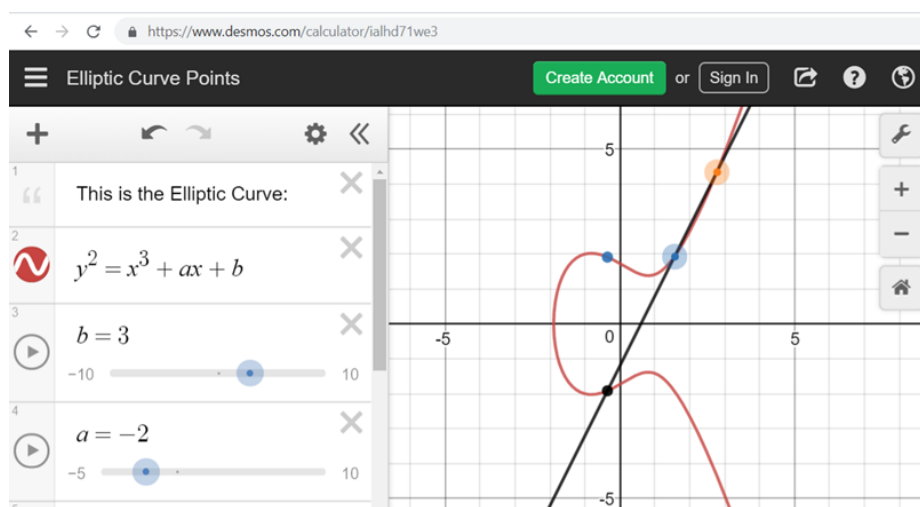 https://www.desmos.com/calculator/ialhd71we3
Elliptic Curve Points
Create Account or Sign In
1
This is the Elliptic Curve:
2
y² = x³ + ax + b
3
b = 3
-10 10
4
a = -2
-5 10
5
-5 0 5
-5